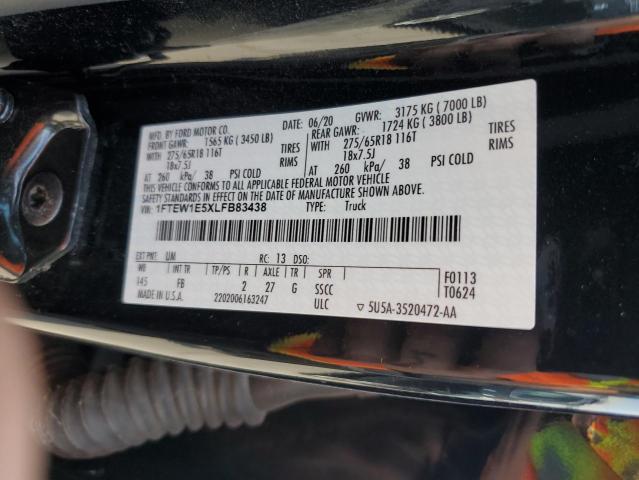 MFD. BY FORD MOTOR CO. DATE: 06/20 GVWR: 3175 KG ( 7000 LB)
FRONT GAWR: 1565 KG ( 3450 LB) REAR GAWR: 1724 KG ( 3800 LB)
WITH 275/65R18 116T TIRES WITH 275/65R18 116T TIRES
18x7.5J RIMS 18x7.5J RIMS
AT 260 kPa/ 38 PSI COLD AT 260 kPa/ 38 PSI COLD
THIS VEHICLE CONFORMS TO ALL APPLICABLE FEDERAL MOTOR VEHICLE
SAFETY STANDARDS IN EFFECT ON THE DATE OF MANUFACTURE SHOWN ABOVE.
VIN: 1FTEW1E5XLFB83438 TYPE: Truck
EXT PNT: UM RC: 13 DSO:
WB INT TR TP/PS R AXLE TR SPR F0113
145 FB 2 27 G SSCC T0624
MADE IN U.S.A. 2202006163247 ULC ▽ 5U5A-3520472-AA